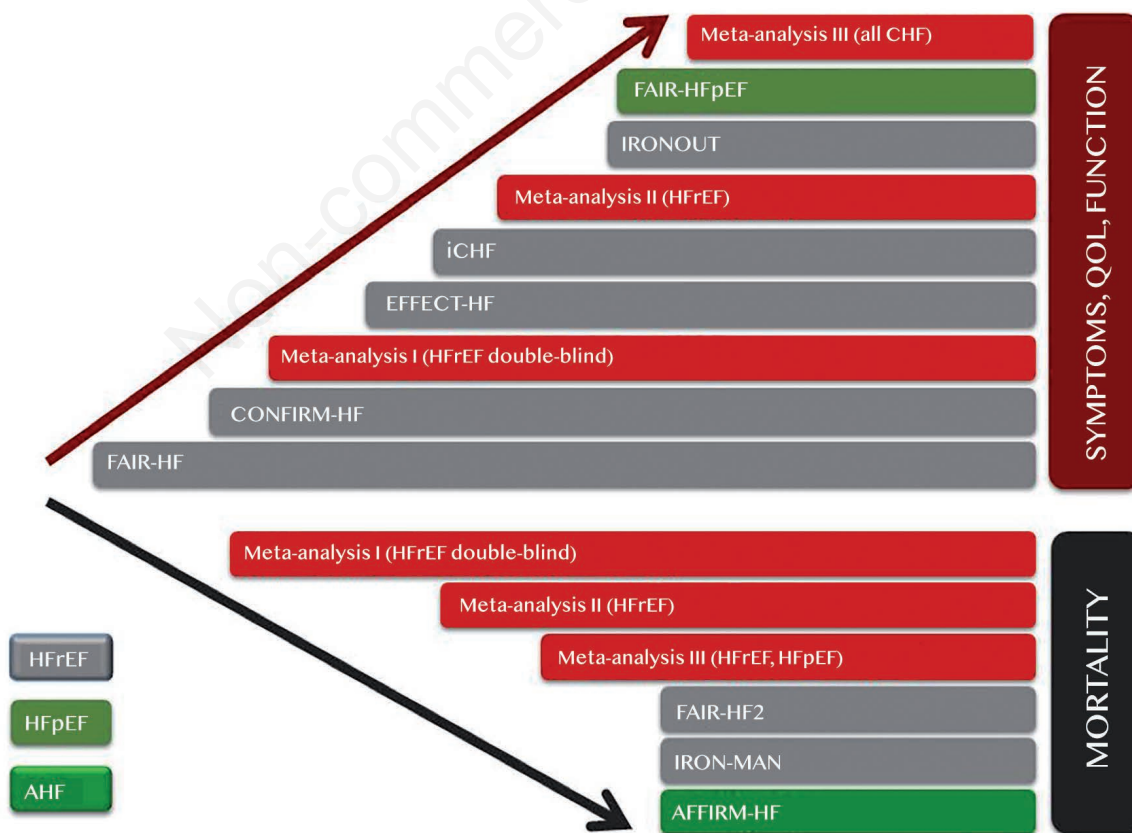 Non-commer
Meta-analysis III (all CHF)
FAIR-HFpEF
IRONOUT
Meta-analysis II (HFrEF)
iCHF
EFFECT-HF
Meta-analysis I (HFrEF double-blind)
CONFIRM-HF
FAIR-HF
SYMPTOMS, QOL, FUNCTION
Meta-analysis I (HFrEF double-blind)
Meta-analysis II (HFrEF)
Meta-analysis III (HFrEF, HFpEF)
FAIR-HF2
IRON-MAN
AFFIRM-HF
MORTALITY
HFrEF
HFpEF
AHF